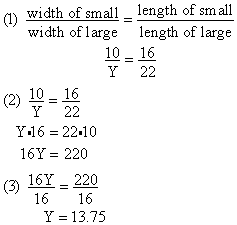 (1) width of small / width of large = length of small / length of large
10/Y = 16/22
(2) 10/Y = 16/22
Y•16 = 22•10
16Y = 220
(3) 16Y/16 = 220/16
Y = 13.75